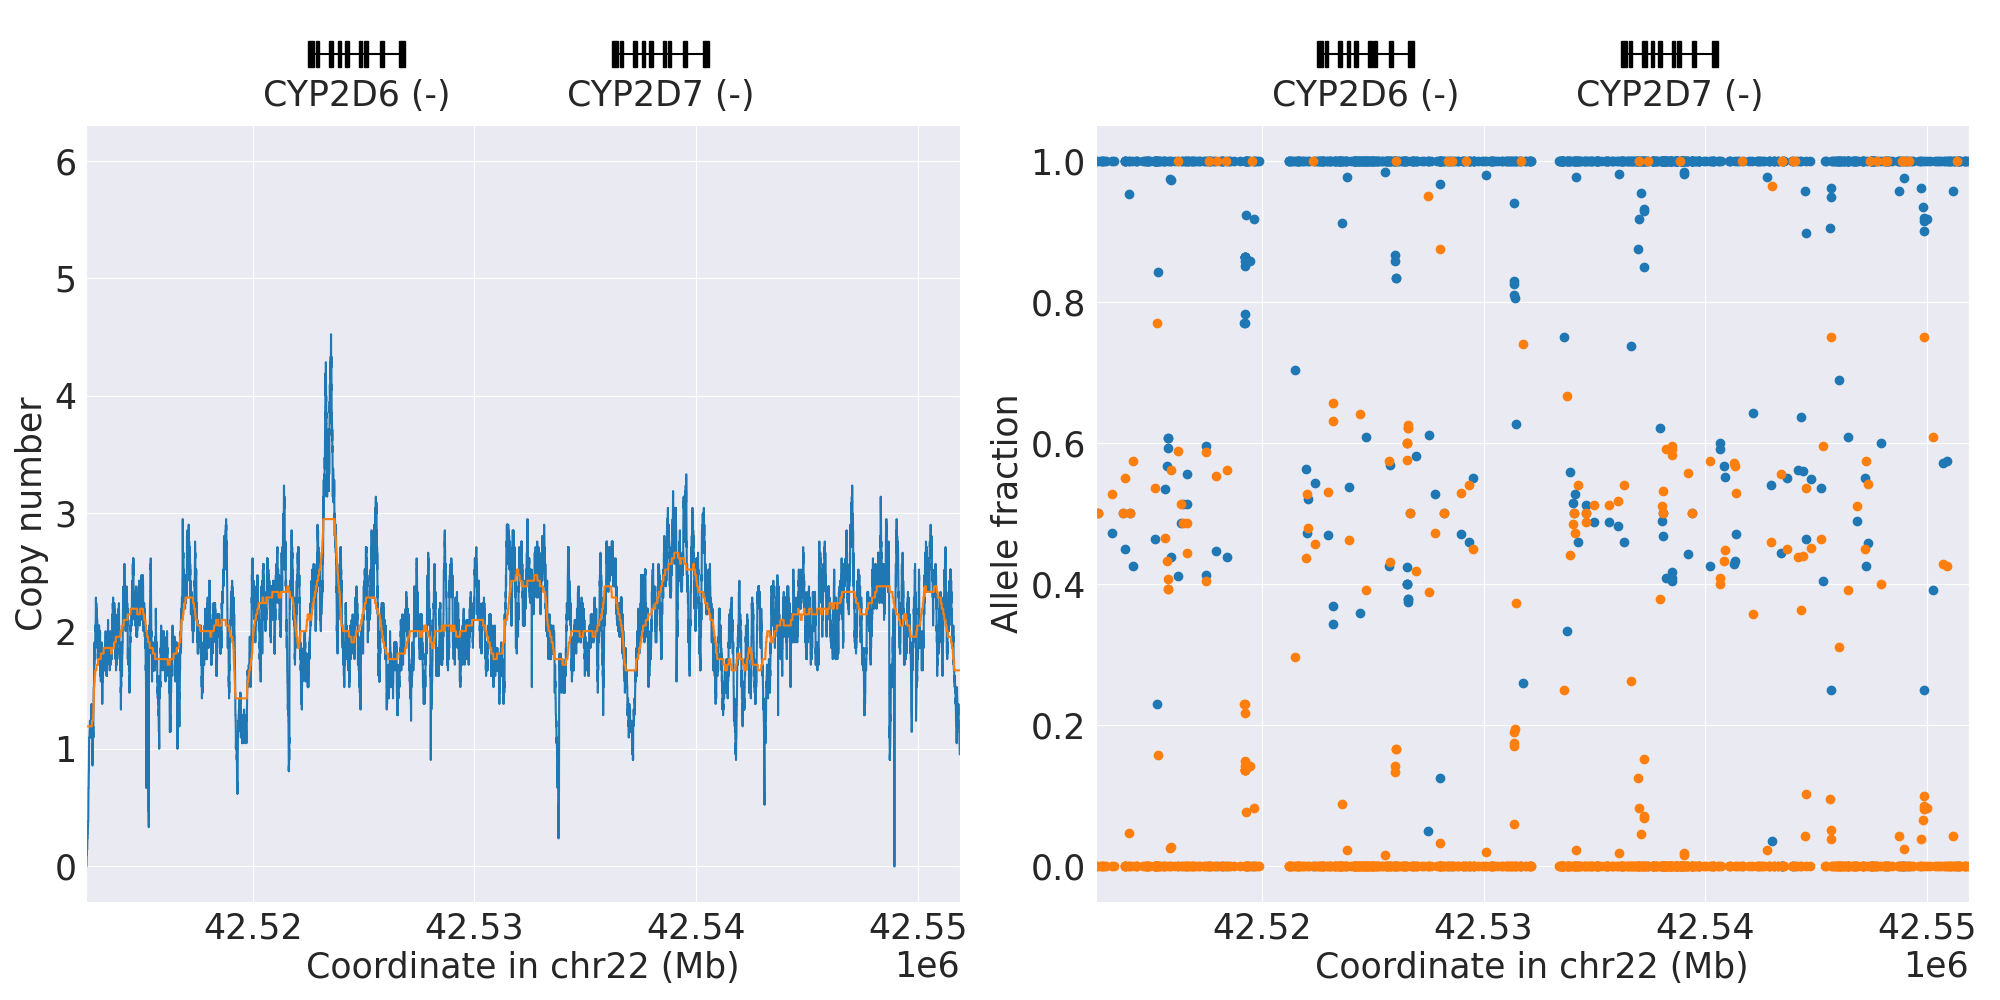 CYP2D6 (-)
CYP2D7 (-)
6
5
4
3
2
1
0
Copy number
42.52
42.53
42.54
42.55
Coordinate in chr22 (Mb)
1e6
CYP2D6 (-)
CYP2D7 (-)
1.0
0.8
0.6
0.4
0.2
0.0
Allele fraction
42.52
42.53
42.54
42.55
Coordinate in chr22 (Mb)
1e6